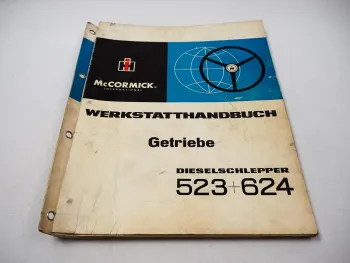 McCORMICK
INTERNATIONAL
WERKSTATTHANDBUCH
Getriebe
DIESELSCHLEPPER
523+624